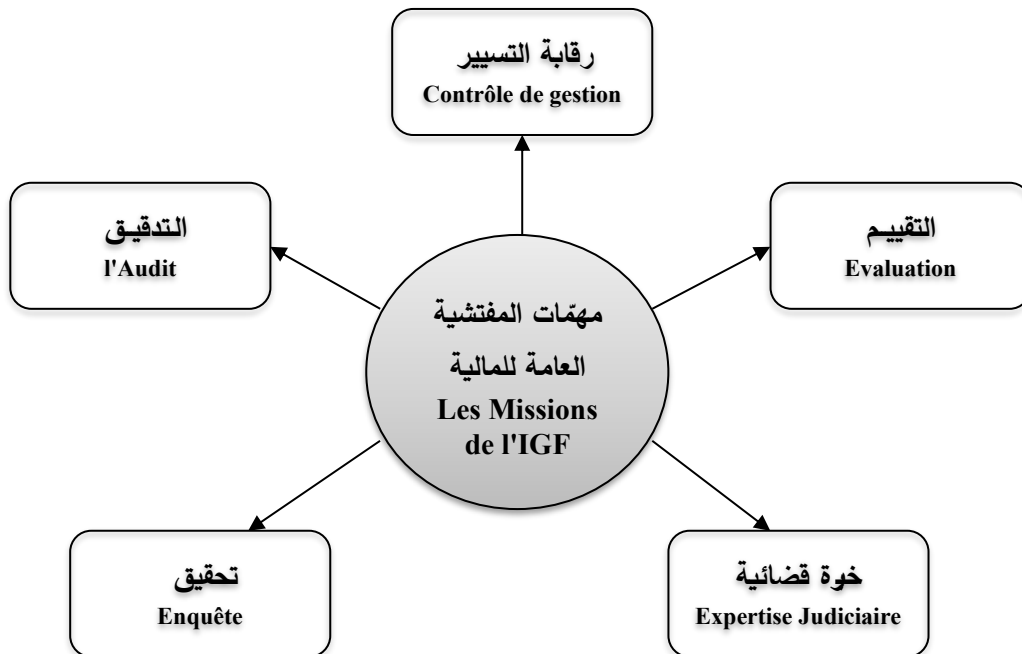 رقابة التسيير
Contrôle de gestion
التدقيـق
l'Audit
التقييـم
Evaluation
مهمّات المفتشية
العامة للمالية
Les Missions
de l'IGF
تحقيق
Enquête
خوة قضائية
Expertise Judiciaire